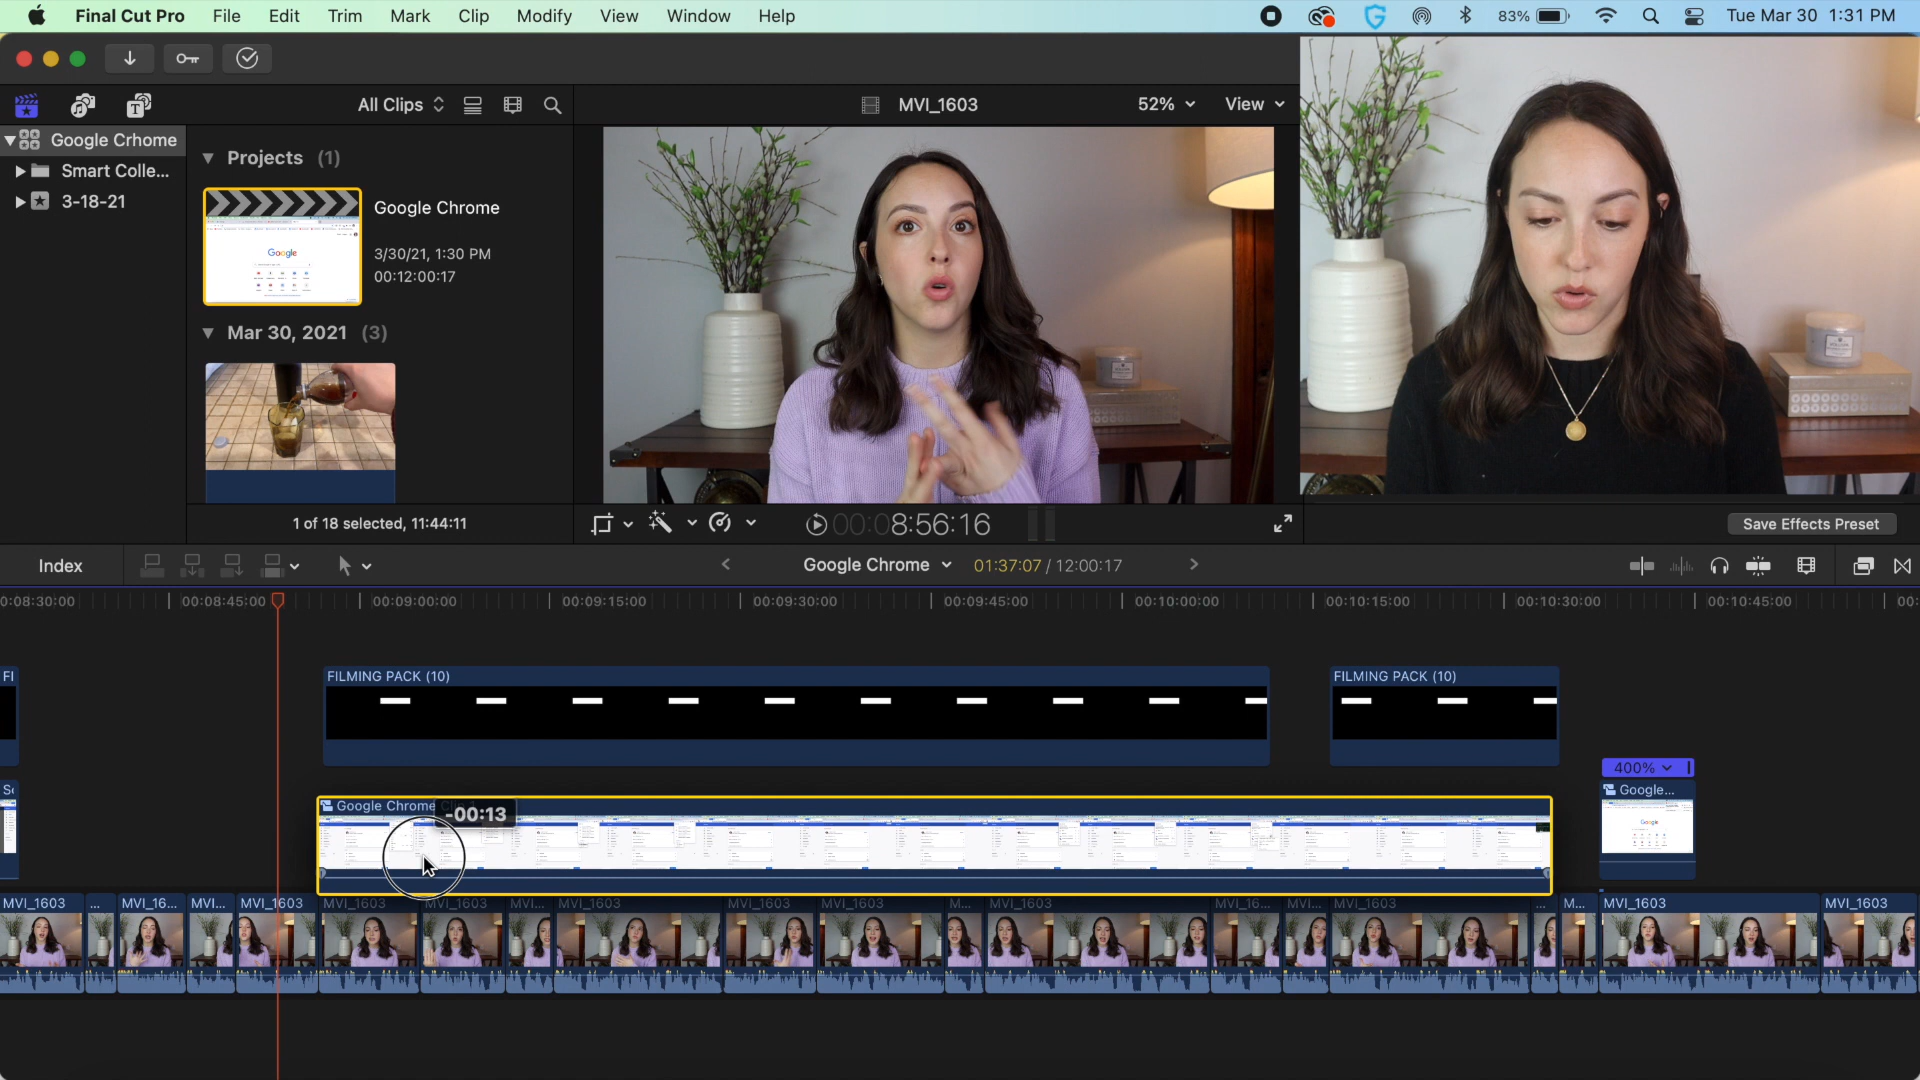 Final Cut Pro File Edit Trim Mark Clip Modify View Window Help 83% Tue Mar 30 1:31 PM
All Clips MVI_1603 52% View
Google Crhome
Smart Colle...
3-18-21
Projects (1)
Google Chrome
3/30/21, 1:30 PM
00:12:00:17
Google
Mar 30, 2021 (3)
1 of 18 selected, 11:44:11
00:08:56:16
Save Effects Preset
Index Google Chrome 01:37:07 / 12:00:17
0:08:30:00 00:08:45:00 00:09:00:00 00:09:15:00 00:09:30:00 00:09:45:00 00:10:00:00 00:10:15:00 00:10:30:00 00:10:45:00 00:
FI FILMING PACK (10) FILMING PACK (10)
400%
Google...
Google Chrome
-00:13
MVI_1603 ... MVI_16... MVI... MVI_1603 MVI_1603 MVI_1603 MVI... MVI_1603 MVI_1603 MVI_1603 M... MVI_1603 MVI_16... MVI... MVI_1603 ... M... MVI_1603 MVI_1603